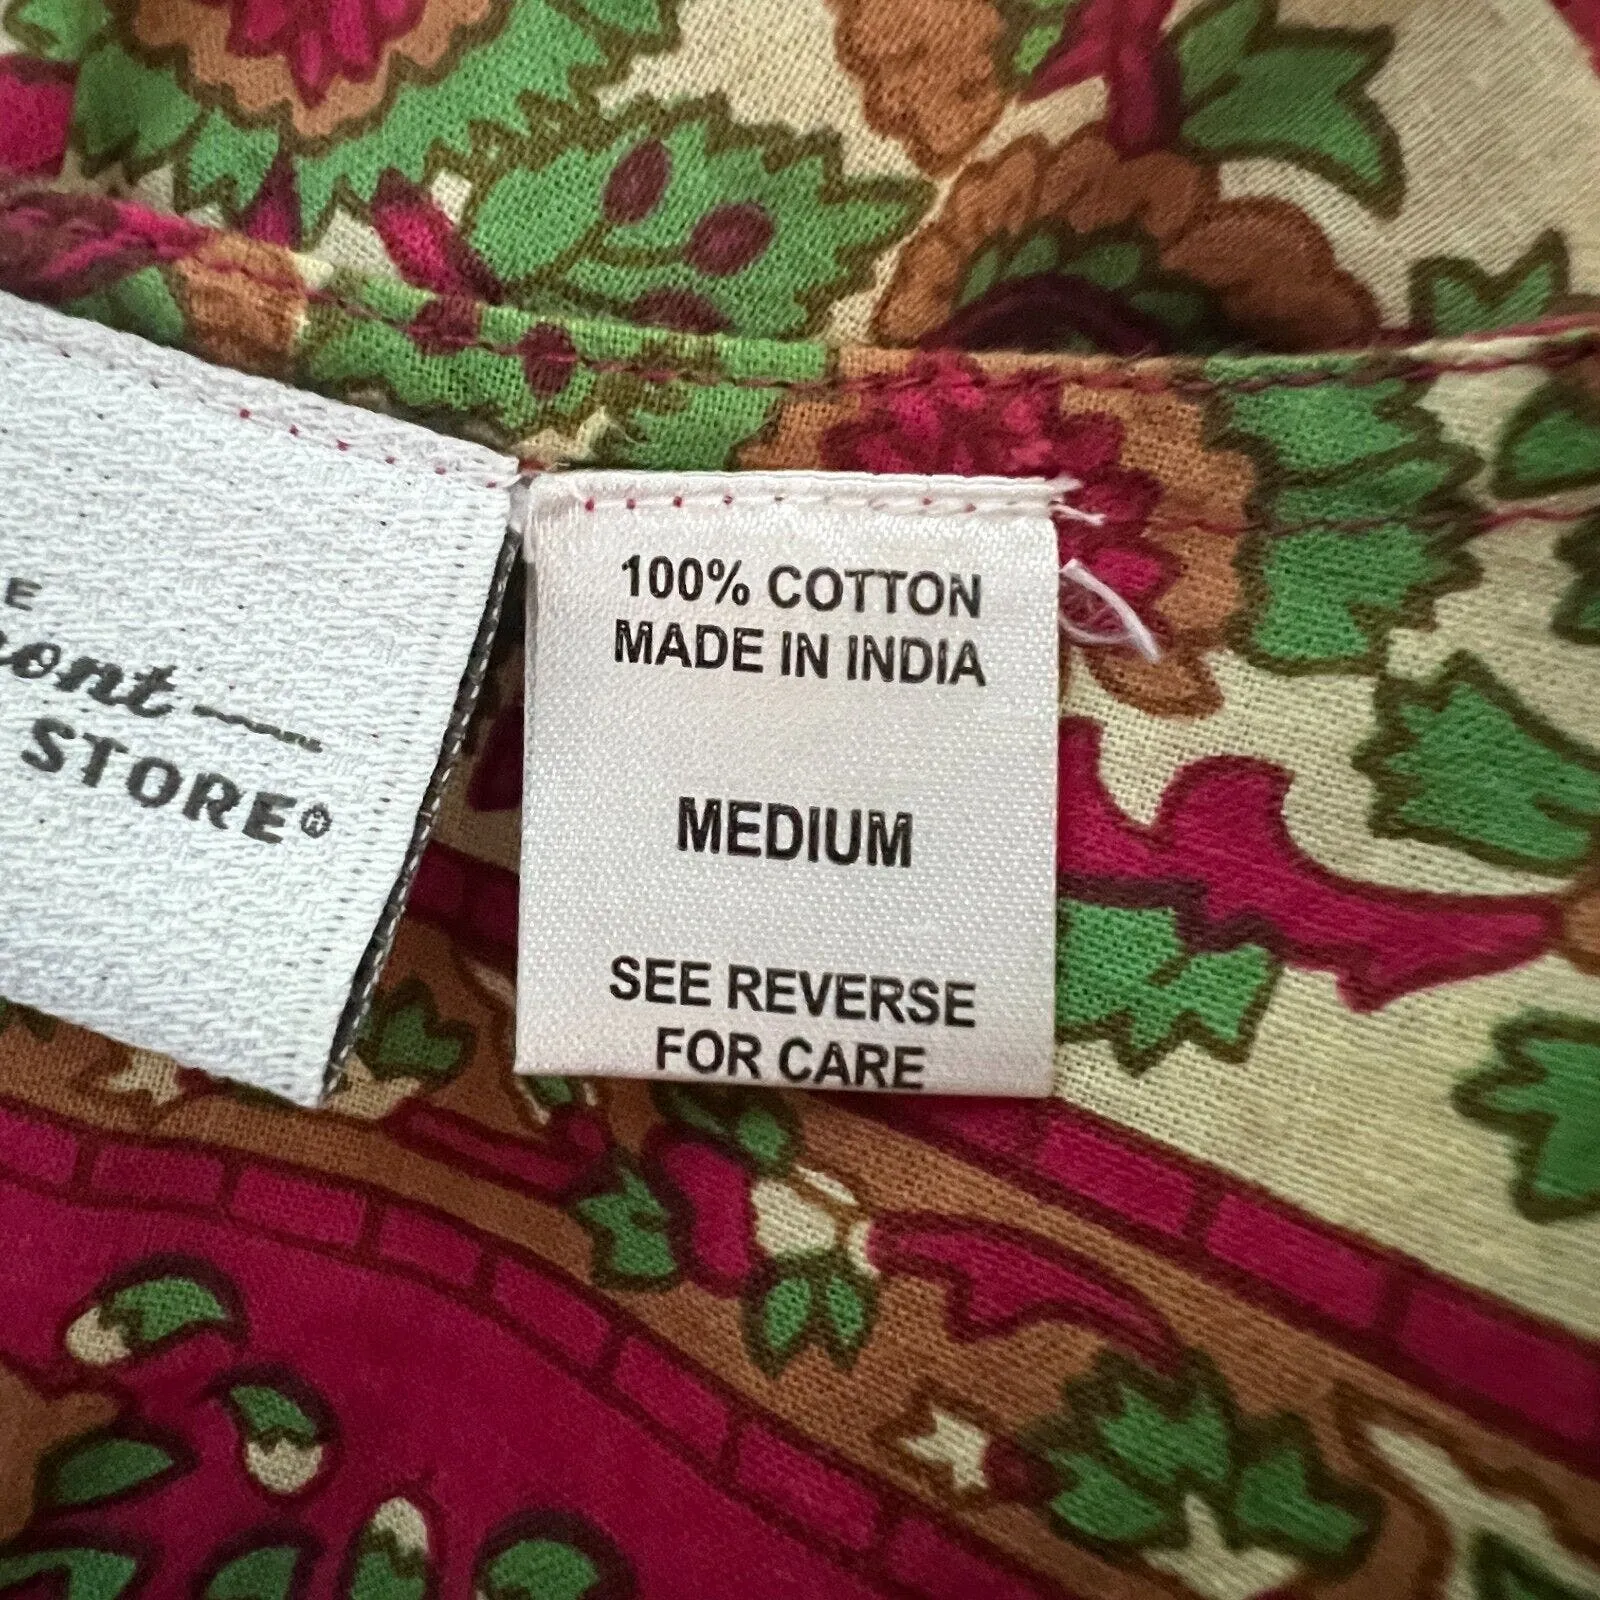 E
STORE®
100% COTTON
MADE IN INDIA
MEDIUM
SEE REVERSE
FOR CARE